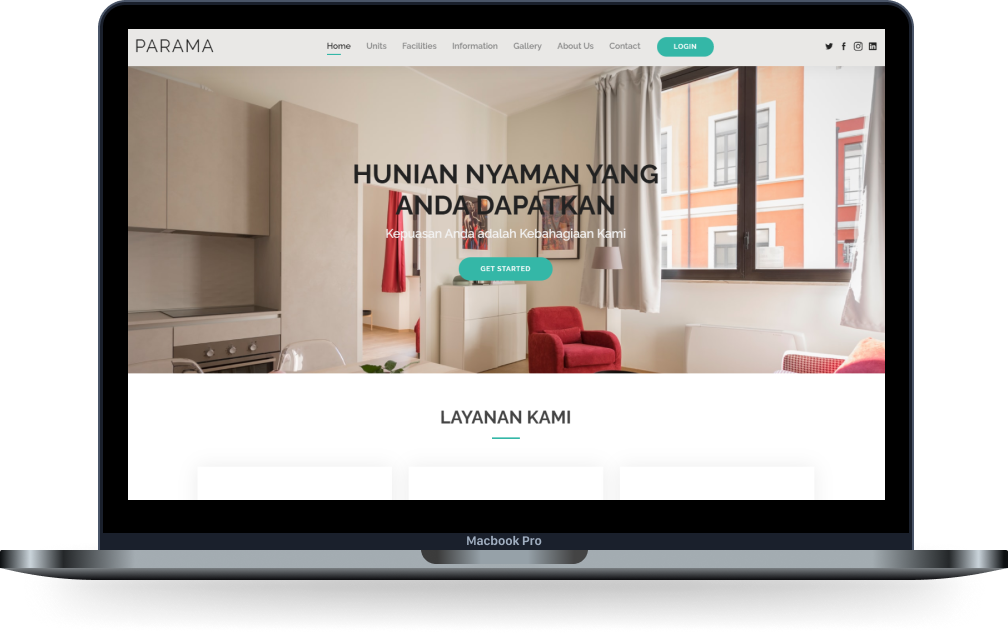 PARAMA
Home Units Facilities Information Gallery About Us Contact LOGIN
HUNIAN NYAMAN YANG
ANDA DAPATKAN
Kepuasan Anda adalah Kebahagiaan Kami
GET STARTED
LAYANAN KAMI
Macbook Pro